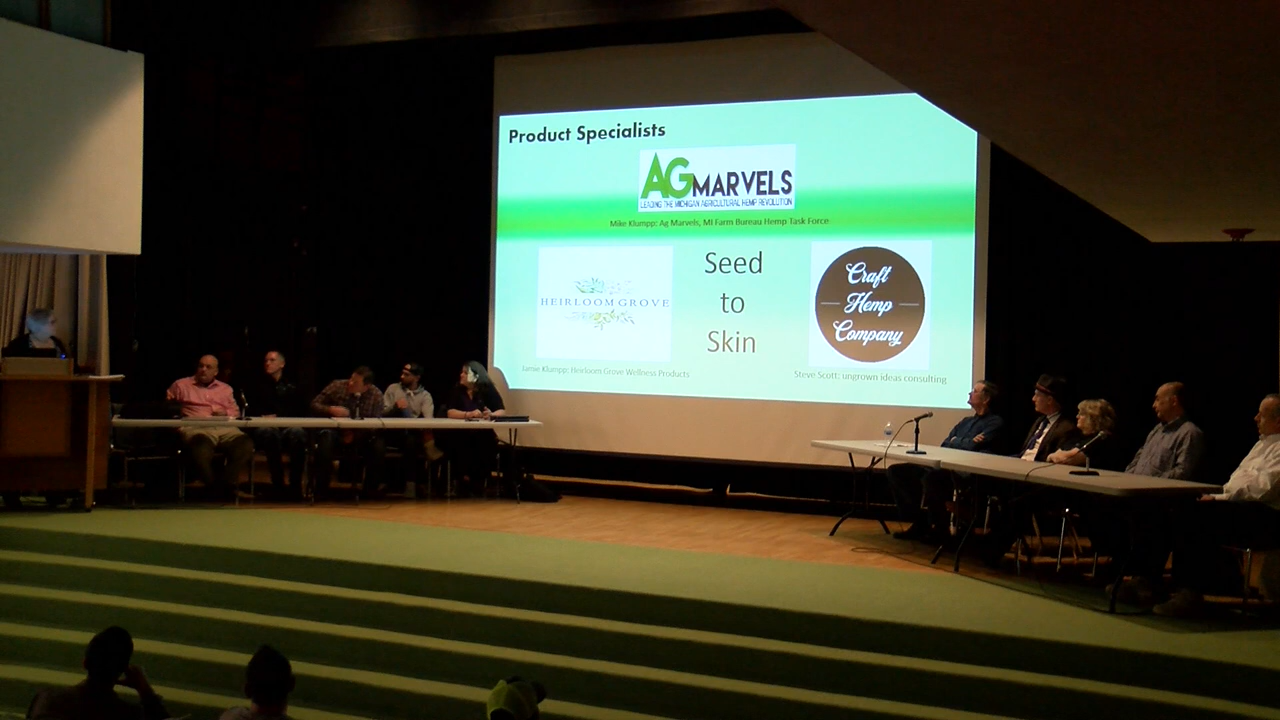 Product Specialists
AG MARVELS
LEADING THE MICHIGAN AGRICULTURAL HEMP REVOLUTION
Mike Klumpp: Ag Marvels, MI Farm Bureau Hemp Task Force
HEIRLOOM GROVE
Seed
to
Skin
Craft
Hemp
Company
Jamie Klumpp: Heirloom Grove Wellness Products
Steve Scott: ungrown ideas consulting